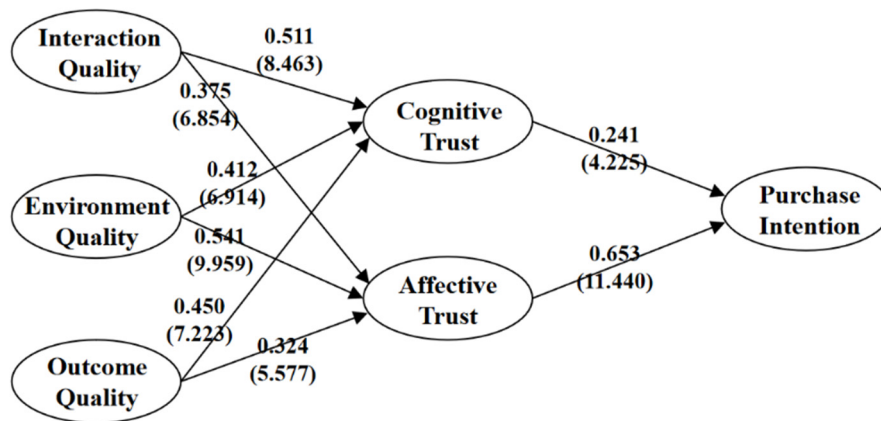 Interaction
Quality
0.511
(8.463)
0.375
(6.854)
Cognitive
Trust
0.241
(4.225)
0.412
(6.914)
Environment
Quality
Purchase
Intention
0.541
(9.959)
0.653
(11.440)
Affective
Trust
0.450
(7.223)
0.324
(5.577)
Outcome
Quality